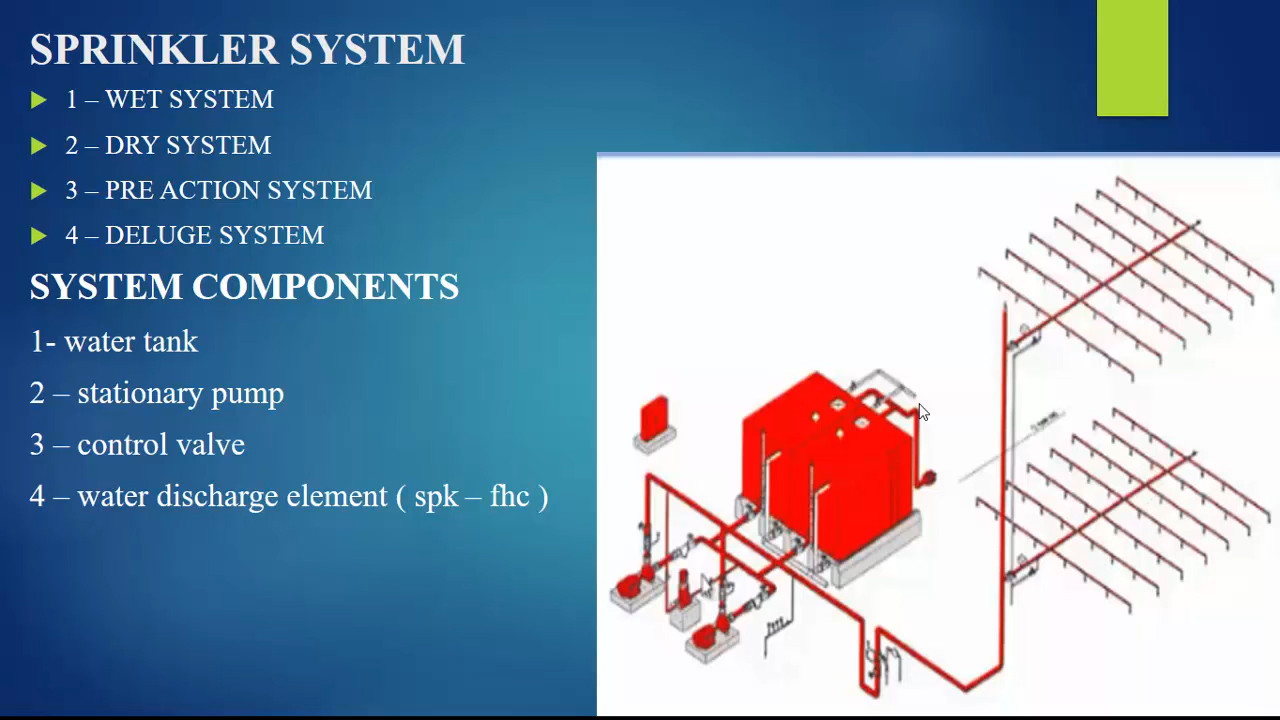 SPRINKLER SYSTEM
1 – WET SYSTEM
2 – DRY SYSTEM
3 – PRE ACTION SYSTEM
4 – DELUGE SYSTEM
SYSTEM COMPONENTS
1- water tank
2 – stationary pump
3 – control valve
4 – water discharge element ( spk – fhc )